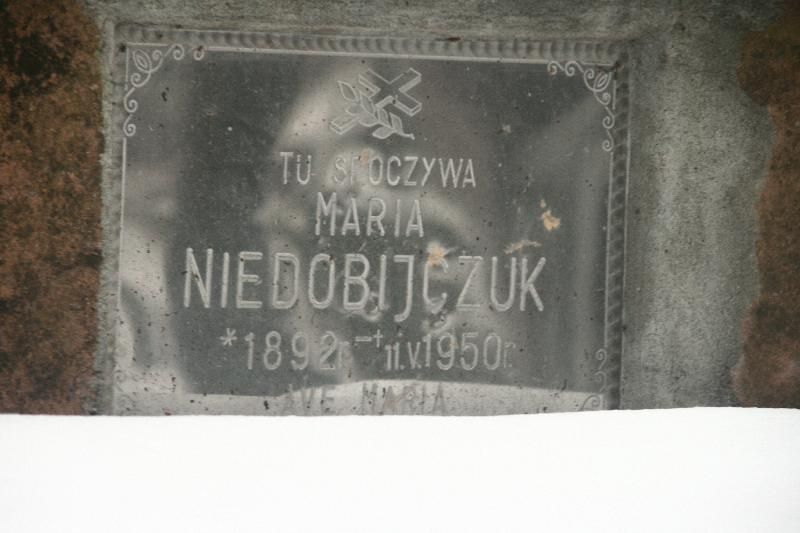 TU SPOCZYWA
MARIA
NIEDOBIJCZUK
*1892r. –+ 11.V.1950r.
AVE MARIA